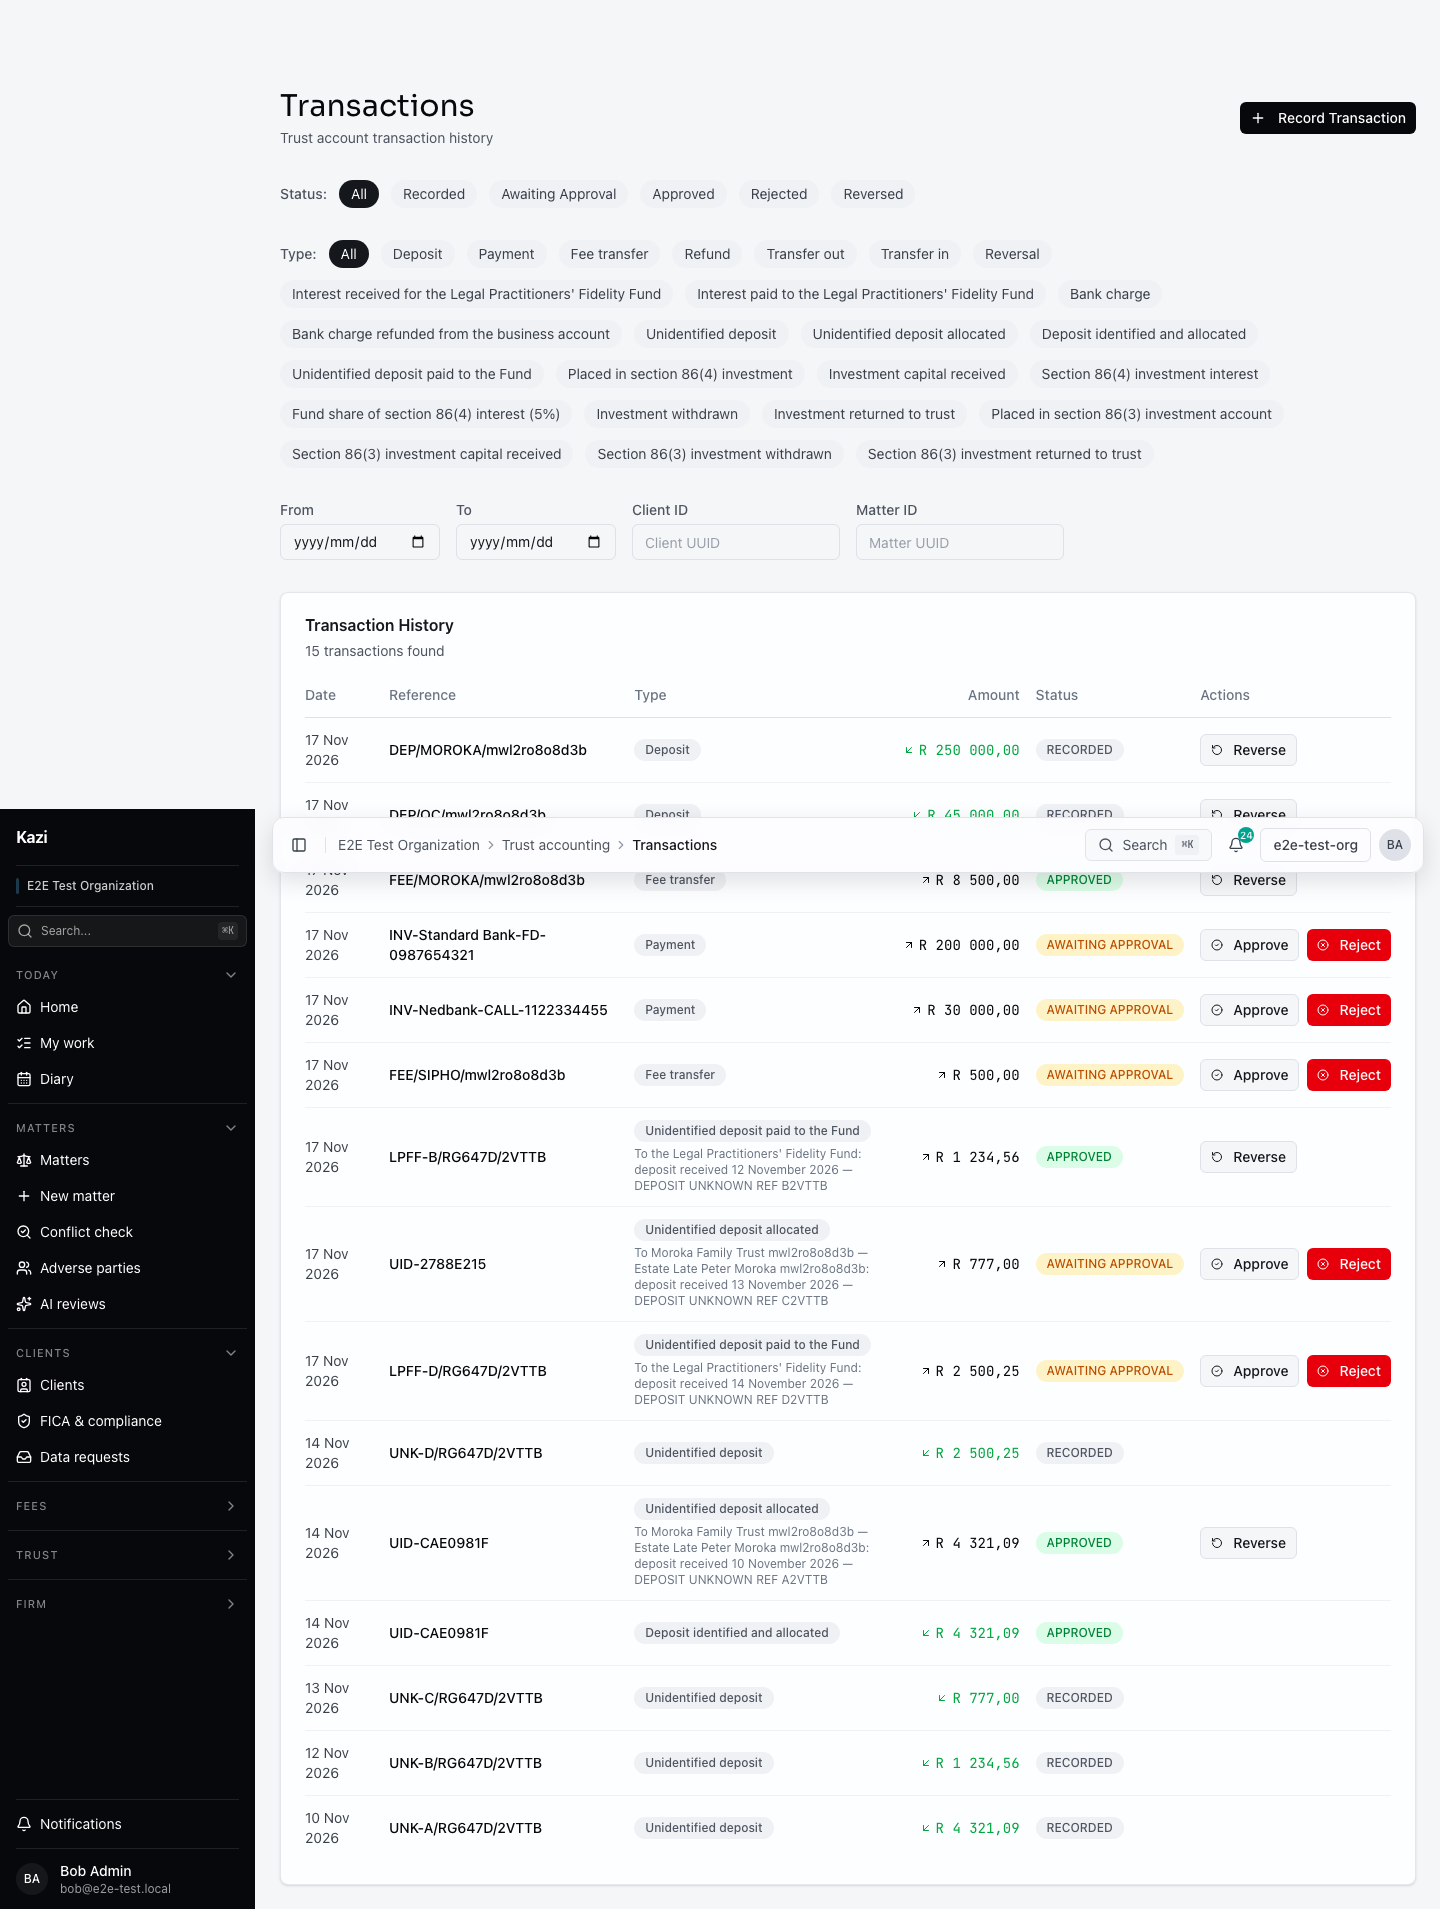 Transactions
Trust account transaction history
Record Transaction
Status: All Recorded Awaiting Approval Approved Rejected Reversed
Type: All Deposit Payment Fee transfer Refund Transfer out Transfer in Reversal
Interest received for the Legal Practitioners' Fidelity Fund Interest paid to the Legal Practitioners' Fidelity Fund Bank charge
Bank charge refunded from the business account Unidentified deposit Unidentified deposit allocated Deposit identified and allocated
Unidentified deposit paid to the Fund Placed in section 86(4) investment Investment capital received Section 86(4) investment interest
Fund share of section 86(4) interest (5%) Investment withdrawn Investment returned to trust Placed in section 86(3) investment account
Section 86(3) investment capital received Section 86(3) investment withdrawn Section 86(3) investment returned to trust
From To Client ID Matter ID
yyyy/mm/dd yyyy/mm/dd Client UUID Matter UUID
Transaction History
15 transactions found
Date Reference Type Amount Status Actions
17 Nov
2026
DEP/MOROKA/mwl2ro8o8d3b Deposit R 250 000,00 RECORDED Reverse
17 Nov
DEP/OC/mwl2ro8o8d3b Deposit R 45 000,00 RECORDED Reverse
E2E Test Organization Trust accounting Transactions Search ⌘K 24 e2e-test-org BA
2026
FEE/MOROKA/mwl2ro8o8d3b Fee transfer R 8 500,00 APPROVED Reverse
17 Nov
2026
INV-Standard Bank-FD-
0987654321
Payment R 200 000,00 AWAITING APPROVAL Approve Reject
17 Nov
2026
INV-Nedbank-CALL-1122334455 Payment R 30 000,00 AWAITING APPROVAL Approve Reject
17 Nov
2026
FEE/SIPHO/mwl2ro8o8d3b Fee transfer R 500,00 AWAITING APPROVAL Approve Reject
17 Nov
2026
LPFF-B/RG647D/2VTTB
Unidentified deposit paid to the Fund
To the Legal Practitioners' Fidelity Fund:
deposit received 12 November 2026 —
DEPOSIT UNKNOWN REF B2VTTB
R 1 234,56 APPROVED Reverse
17 Nov
2026
UID-2788E215
Unidentified deposit allocated
To Moroka Family Trust mwl2ro8o8d3b —
Estate Late Peter Moroka mwl2ro8o8d3b:
deposit received 13 November 2026 —
DEPOSIT UNKNOWN REF C2VTTB
R 777,00 AWAITING APPROVAL Approve Reject
17 Nov
2026
LPFF-D/RG647D/2VTTB
Unidentified deposit paid to the Fund
To the Legal Practitioners' Fidelity Fund:
deposit received 14 November 2026 —
DEPOSIT UNKNOWN REF D2VTTB
R 2 500,25 AWAITING APPROVAL Approve Reject
14 Nov
2026
UNK-D/RG647D/2VTTB Unidentified deposit R 2 500,25 RECORDED
14 Nov
2026
UID-CAE0981F
Unidentified deposit allocated
To Moroka Family Trust mwl2ro8o8d3b —
Estate Late Peter Moroka mwl2ro8o8d3b:
deposit received 10 November 2026 —
DEPOSIT UNKNOWN REF A2VTTB
R 4 321,09 APPROVED Reverse
14 Nov
2026
UID-CAE0981F Deposit identified and allocated R 4 321,09 APPROVED
13 Nov
2026
UNK-C/RG647D/2VTTB Unidentified deposit R 777,00 RECORDED
12 Nov
2026
UNK-B/RG647D/2VTTB Unidentified deposit R 1 234,56 RECORDED
10 Nov
2026
UNK-A/RG647D/2VTTB Unidentified deposit R 4 321,09 RECORDED
Kazi
E2E Test Organization
Search... ⌘K
TODAY
Home
My work
Diary
MATTERS
Matters
New matter
Conflict check
Adverse parties
AI reviews
CLIENTS
Clients
FICA & compliance
Data requests
FEES
TRUST
FIRM
Notifications
BA
Bob Admin
bob@e2e-test.local